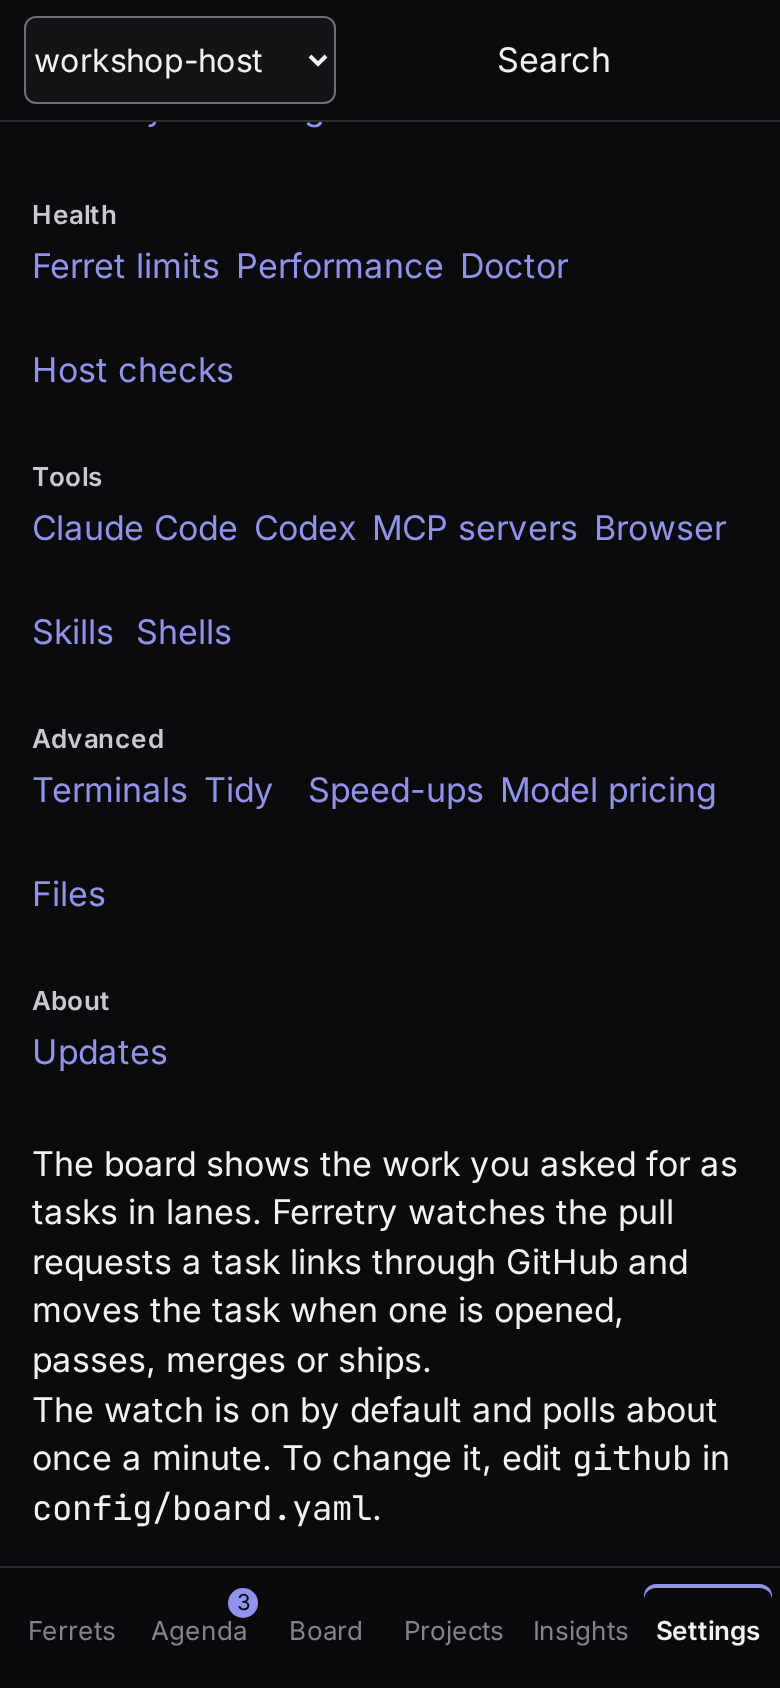 workshop-host
Search
Health
Ferret limits Performance Doctor
Host checks
Tools
Claude Code Codex MCP servers Browser
Skills Shells
Advanced
Terminals Tidy Speed-ups Model pricing
Files
About
Updates
The board shows the work you asked for as
tasks in lanes. Ferretry watches the pull
requests a task links through GitHub and
moves the task when one is opened,
passes, merges or ships.
The watch is on by default and polls about
once a minute. To change it, edit github in
config/board.yaml.
3
Ferrets Agenda Board Projects Insights Settings